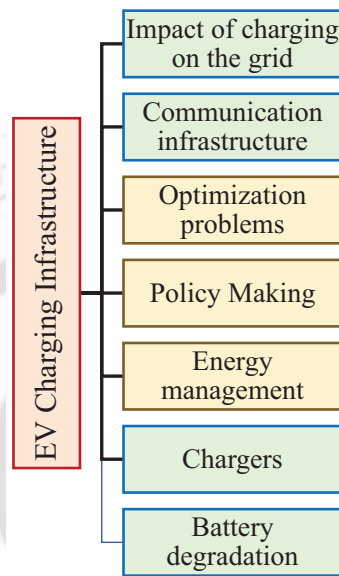 EV Charging Infrastructure
Impact of charging
on the grid
Communication
infrastructure
Optimization
problems
Policy Making
Energy
management
Chargers
Battery
degradation